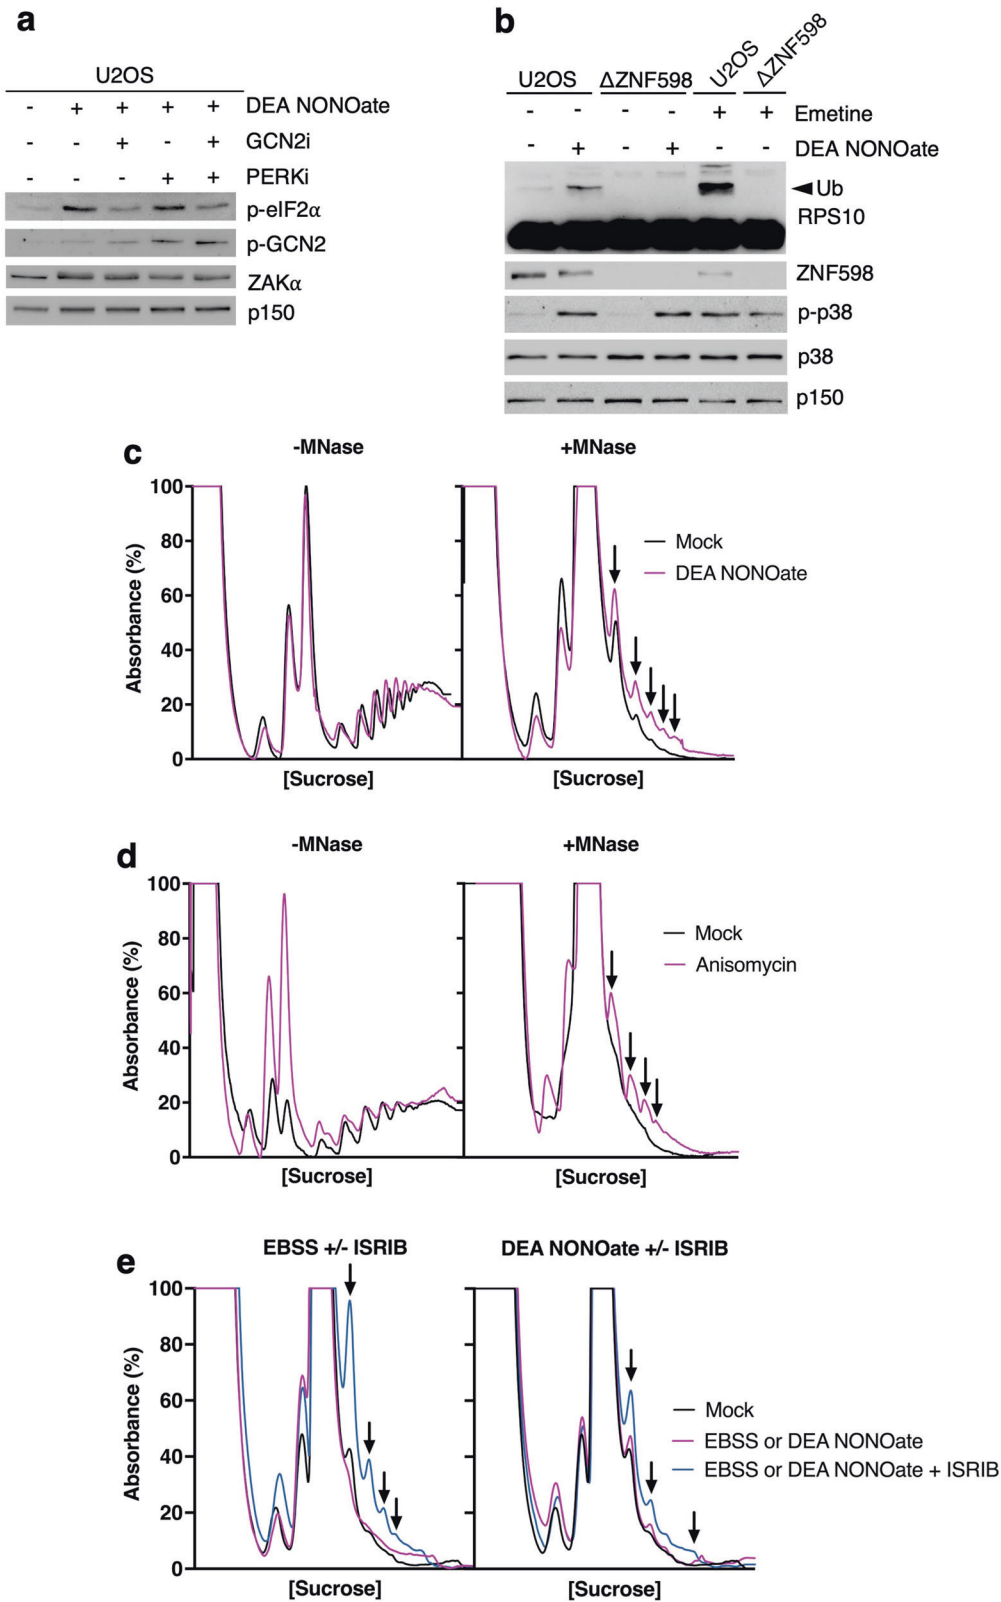 a
U2OS
- + + + + DEA NONOate
- - + - + GCN2i
- - - + + PERKi
p-eIF2α
p-GCN2
ZAKα
p150
b
U2OS ΔZNF598 U2OS ΔZNF598
- - - - + + Emetine
- + - + - - DEA NONOate
Ub
RPS10
ZNF598
p-p38
p38
p150
c
-MNase +MNase
Absorbance (%)
100
80
60
40
20
0
Mock
DEA NONOate
[Sucrose] [Sucrose]
d
-MNase +MNase
Absorbance (%)
100
80
60
40
20
0
Mock
Anisomycin
[Sucrose] [Sucrose]
e
EBSS +/- ISRIB DEA NONOate +/- ISRIB
Absorbance (%)
100
80
60
40
20
0
Mock
EBSS or DEA NONOate
EBSS or DEA NONOate + ISRIB
[Sucrose] [Sucrose]